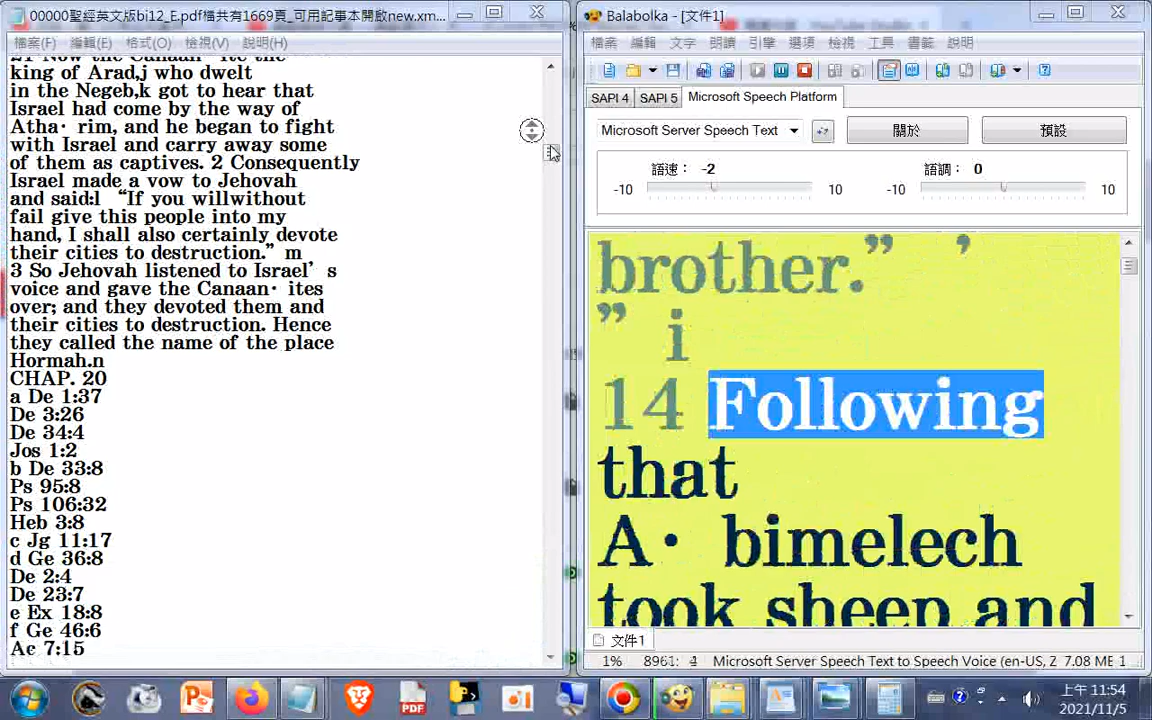 00000聖經英文版bi12_E.pdf檔共有1669頁_可用記事本開啟new.xm...
檔案(F) 編輯(E) 格式(O) 檢視(V) 說明(H)
21 Now the Canaan· ite the
king of Arad,j who dwelt
in the Negeb,k got to hear that
Israel had come by the way of
Atha· rim, and he began to fight
with Israel and carry away some
of them as captives. 2 Consequently
Israel made a vow to Jehovah
and said:l “If you willwithout
fail give this people into my
hand, I shall also certainly devote
their cities to destruction.” m
3 So Jehovah listened to Israel’ s
voice and gave the Canaan· ites
over; and they devoted them and
their cities to destruction. Hence
they called the name of the place
Hormah.n
CHAP. 20
a De 1:37
De 3:26
De 34:4
Jos 1:2
b De 33:8
Ps 95:8
Ps 106:32
Heb 3:8
c Jg 11:17
d Ge 36:8
De 2:4
De 23:7
e Ex 18:8
f Ge 46:6
Ac 7:15
Balabolka - [文件1]
檔案 編輯 文字 朗讀 引擎 選項 檢視 工具 書籤 說明
SAPI 4 SAPI 5 Microsoft Speech Platform
Microsoft Server Speech Text
關於
預設
語速： -2
語調： 0
-10 10 -10 10
brother.” ’
” i
14 Following
that
A· bimelech
took sheep and
文件1
1% 8961: 4 Microsoft Server Speech Text to Speech Voice (en-US, Z 7.08 ME 1
PDF
上午 11:54
2021/11/5